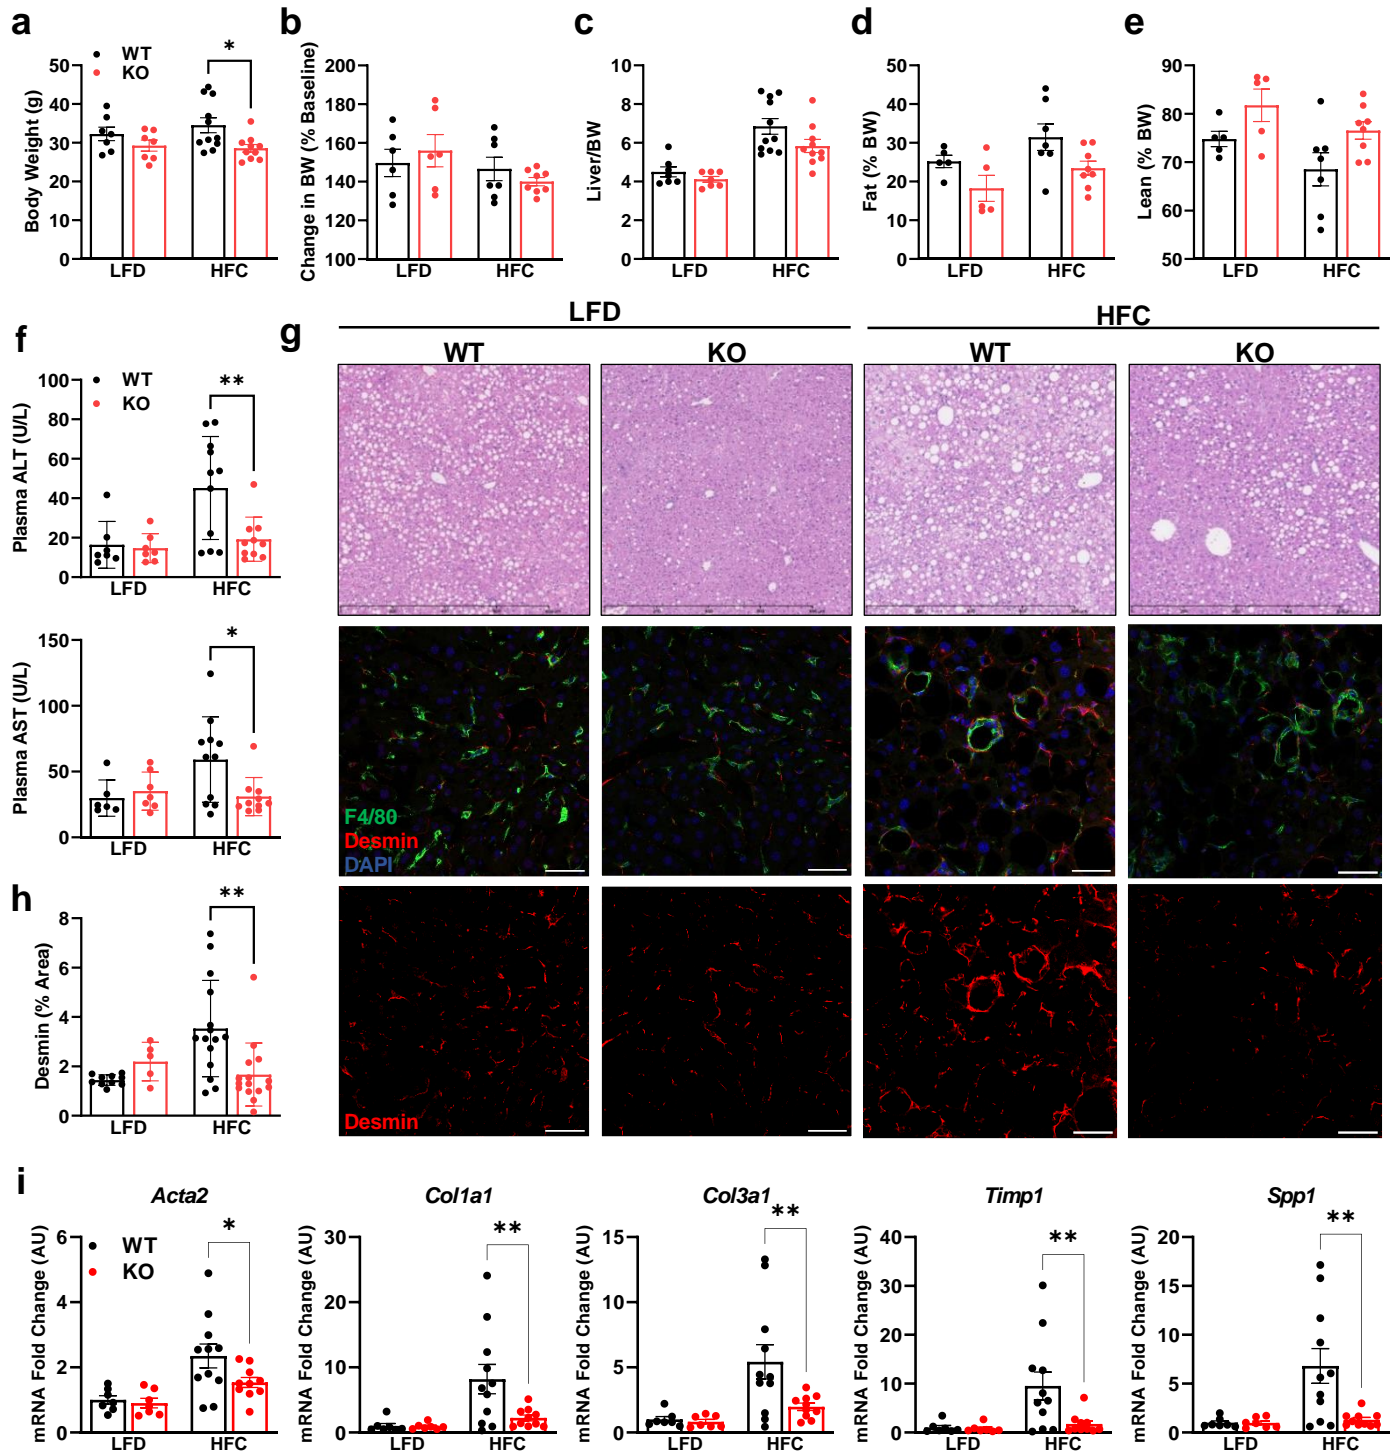 a
WT
KO
*
Body Weight (g)
50
40
30
20
10
0
LFD
HFC
b
Change in BW (% Baseline)
200
180
160
140
120
100
LFD
HFC
c
Liver/BW
10
8
6
4
2
0
LFD
HFC
d
Fat (% BW)
50
40
30
20
10
0
LFD
HFC
e
Lean (% BW)
90
80
70
60
50
LFD
HFC
f
WT
KO
**
Plasma ALT (U/L)
100
80
60
40
20
0
LFD
HFC
*
Plasma AST (U/L)
150
100
50
0
LFD
HFC
g
LFD
HFC
WT
KO
WT
KO
F4/80
Desmin
DAPI
Desmin
h
**
Desmin (% Area)
8
6
4
2
0
LFD
HFC
i
Acta2
WT
KO
*
mRNA Fold Change (AU)
6
4
2
0
LFD
HFC
Col1a1
**
mRNA Fold Change (AU)
30
20
10
0
LFD
HFC
Col3a1
**
mRNA Fold Change (AU)
15
10
5
0
LFD
HFC
Timp1
**
mRNA Fold Change (AU)
40
30
20
10
0
LFD
HFC
Spp1
**
mRNA Fold Change (AU)
20
15
10
5
0
LFD
HFC